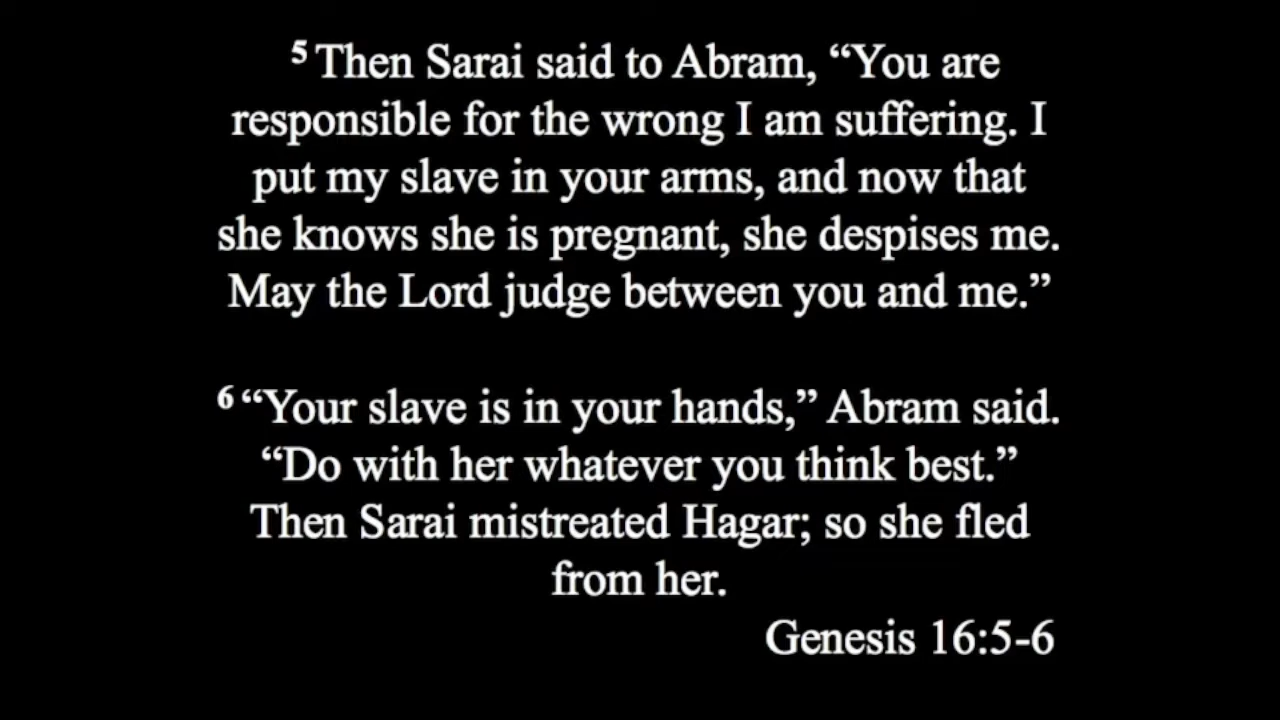 5 Then Sarai said to Abram, “You are
responsible for the wrong I am suffering. I
put my slave in your arms, and now that
she knows she is pregnant, she despises me.
May the Lord judge between you and me.”
6 “Your slave is in your hands,” Abram said.
“Do with her whatever you think best.”
Then Sarai mistreated Hagar; so she fled
from her.
Genesis 16:5-6